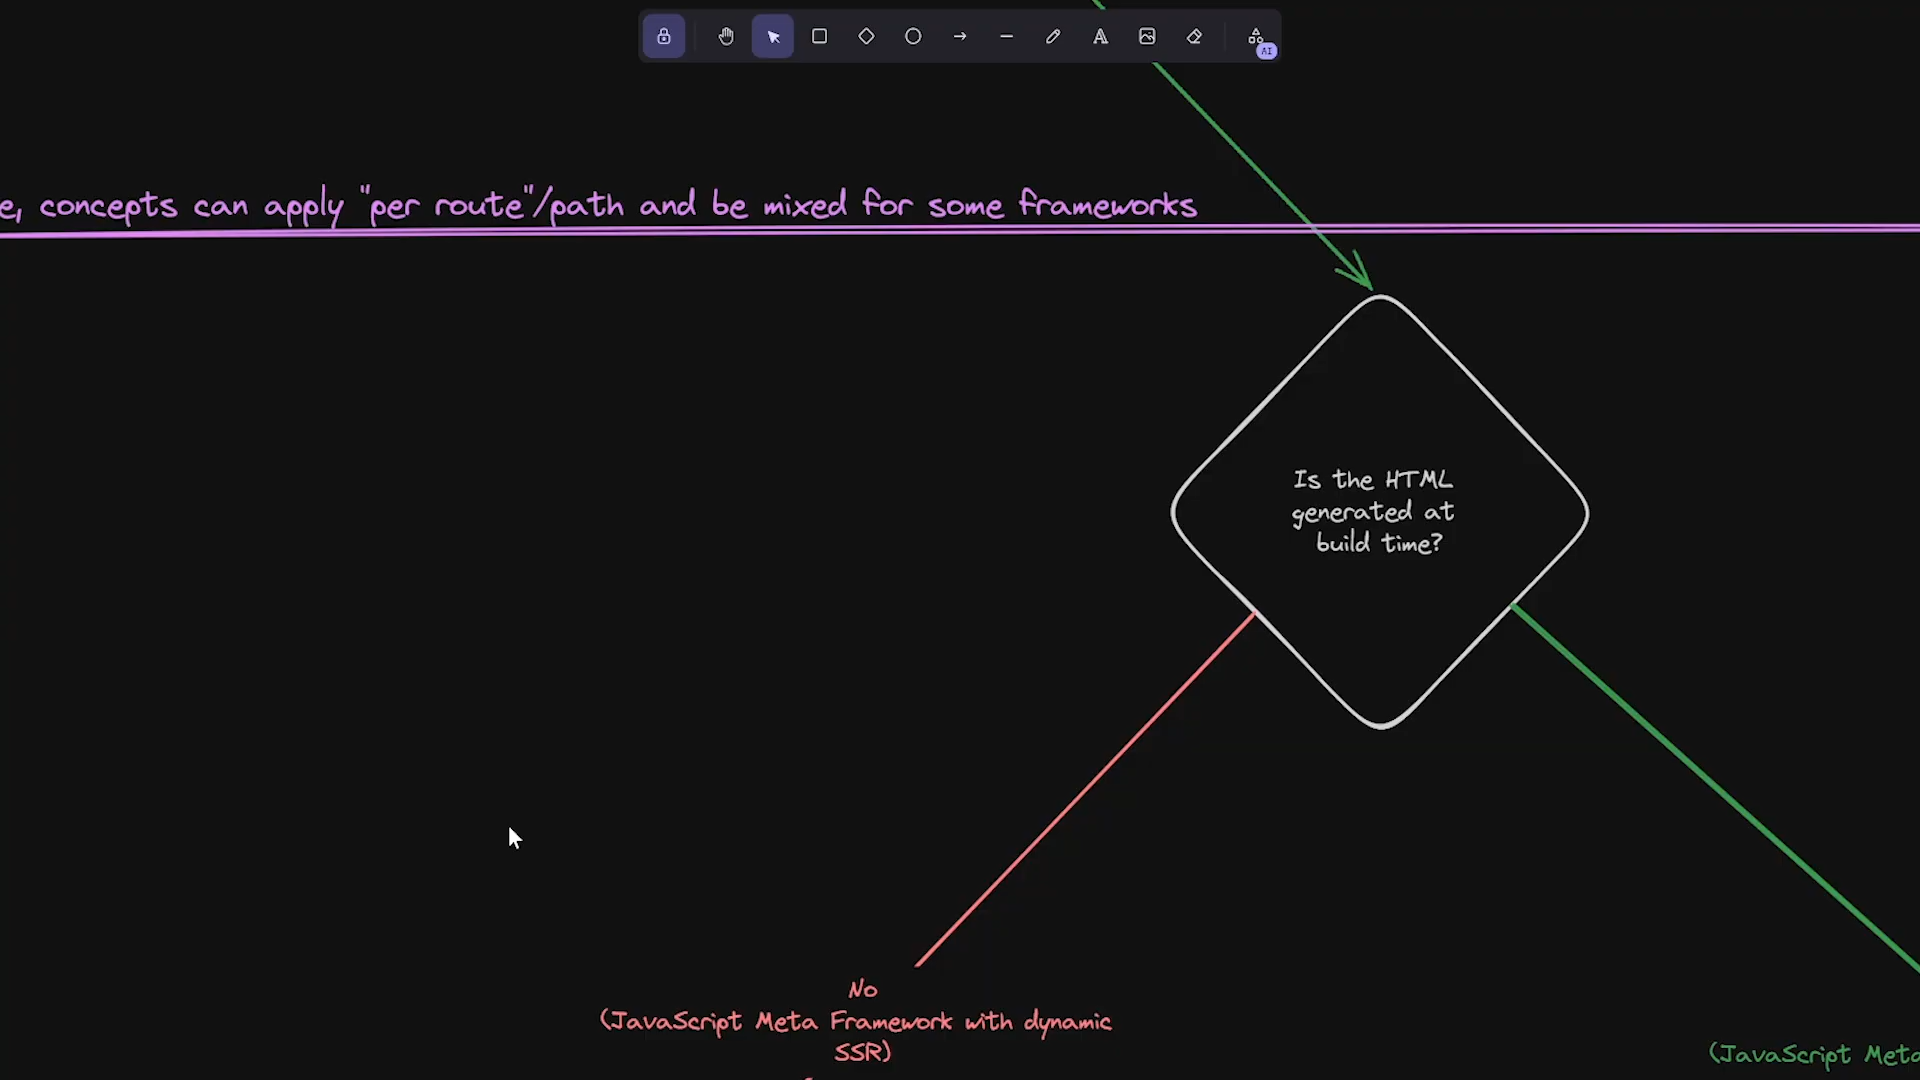 AI
e, concepts can apply "per route"/path and be mixed for some frameworks
Is the HTML
generated at
build time?
No
(JavaScript Meta Framework with dynamic
SSR)
(JavaScript Meta